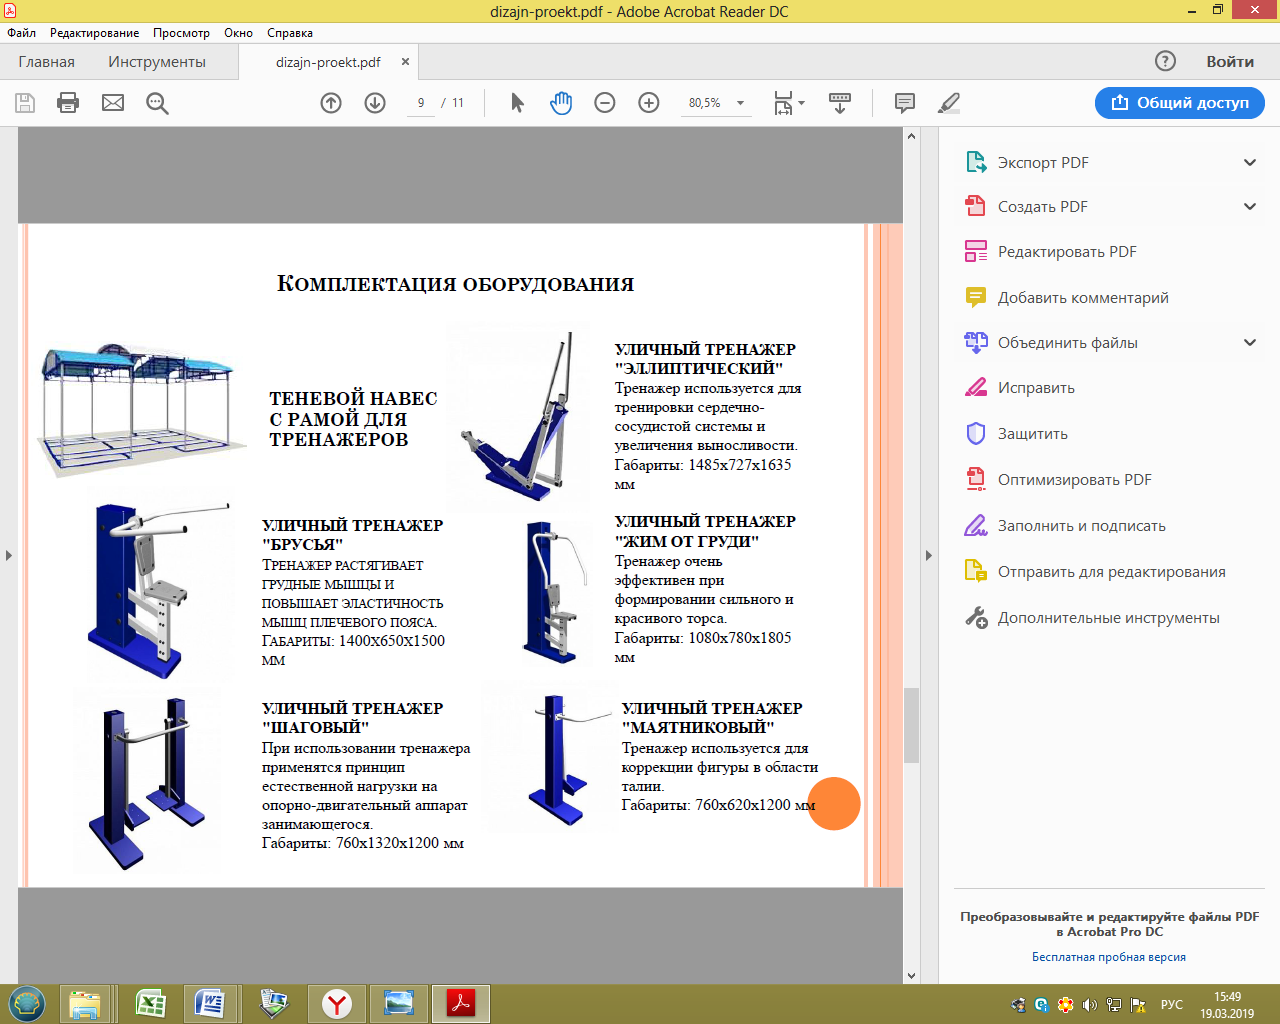 dizajn-proekt.pdf - Adobe Acrobat Reader DC
Файл Редактирование Просмотр Окно Справка
Главная Инструменты dizajn-proekt.pdf × ? Войти
9 / 11 80,5% Общий доступ
КОМПЛЕКТАЦИЯ ОБОРУДОВАНИЯ
ТЕНЕВОЙ НАВЕС
С РАМОЙ ДЛЯ
ТРЕНАЖЕРОВ
УЛИЧНЫЙ ТРЕНАЖЕР
"ЭЛЛИПТИЧЕСКИЙ"
Тренажер используется для
тренировки сердечно-
сосудистой системы и
увеличения выносливости.
Габариты: 1485х727х1635
мм
УЛИЧНЫЙ ТРЕНАЖЕР
"БРУСЬЯ"
ТРЕНАЖЕР РАСТЯГИВАЕТ
ГРУДНЫЕ МЫШЦЫ И
ПОВЫШАЕТ ЭЛАСТИЧНОСТЬ
МЫШЦ ПЛЕЧЕВОГО ПОЯСА.
ГАБАРИТЫ: 1400Х650Х1500
ММ
УЛИЧНЫЙ ТРЕНАЖЕР
"ЖИМ ОТ ГРУДИ"
Тренажер очень
эффективен при
формировании сильного и
красивого торса.
Габариты: 1080х780х1805
мм
УЛИЧНЫЙ ТРЕНАЖЕР
"ШАГОВЫЙ"
При использовании тренажера
применятся принцип
естественной нагрузки на
опорно-двигательный аппарат
занимающегося.
Габариты: 760х1320х1200 мм
УЛИЧНЫЙ ТРЕНАЖЕР
"МАЯТНИКОВЫЙ"
Тренажер используется для
коррекции фигуры в области
талии.
Габариты: 760х620х1200 мм
Экспорт PDF
Создать PDF
Редактировать PDF
Добавить комментарий
Объединить файлы
Исправить
Защитить
Оптимизировать PDF
Заполнить и подписать
Отправить для редактирования
Дополнительные инструменты
Преобразовывайте и редактируйте файлы PDF
в Acrobat Pro DC
Бесплатная пробная версия
РУС
15:49
19.03.2019